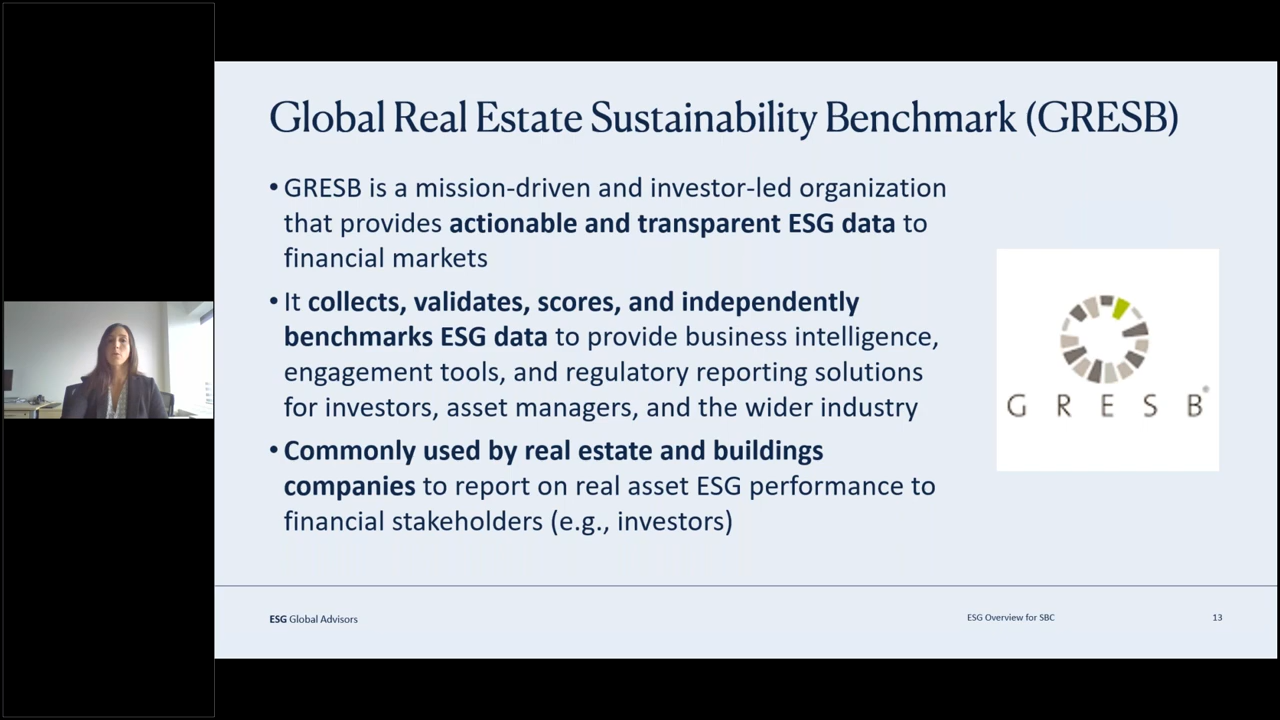 Global Real Estate Sustainability Benchmark (GRESB)
• GRESB is a mission-driven and investor-led organization
that provides actionable and transparent ESG data to
financial markets
• It collects, validates, scores, and independently
benchmarks ESG data to provide business intelligence,
engagement tools, and regulatory reporting solutions
for investors, asset managers, and the wider industry
• Commonly used by real estate and buildings
companies to report on real asset ESG performance to
financial stakeholders (e.g., investors)
G R E S B®
ESG Global Advisors
ESG Overview for SBC
13